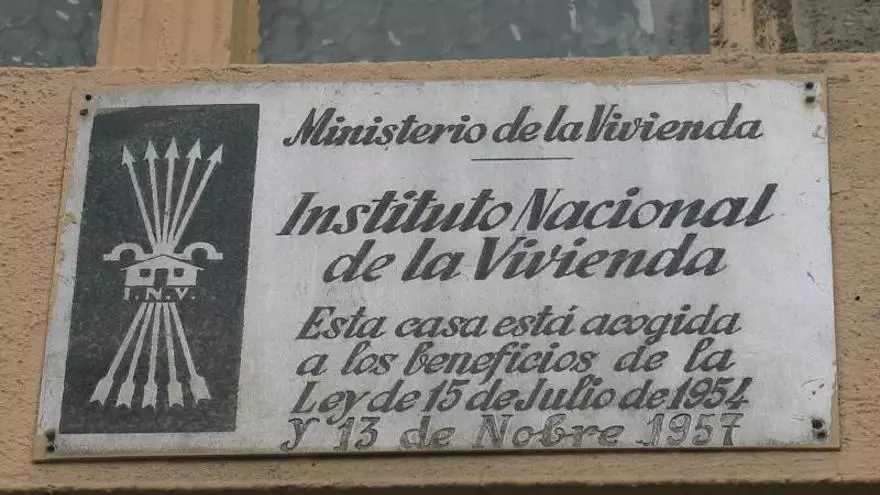 Ministerio de la Vivienda
Instituto Nacional
de la Vivienda
I.N.V.
Esta casa está acogida
a los beneficios de la
Ley de 15 de Julio de 1954
y 13 de Nobre 1957